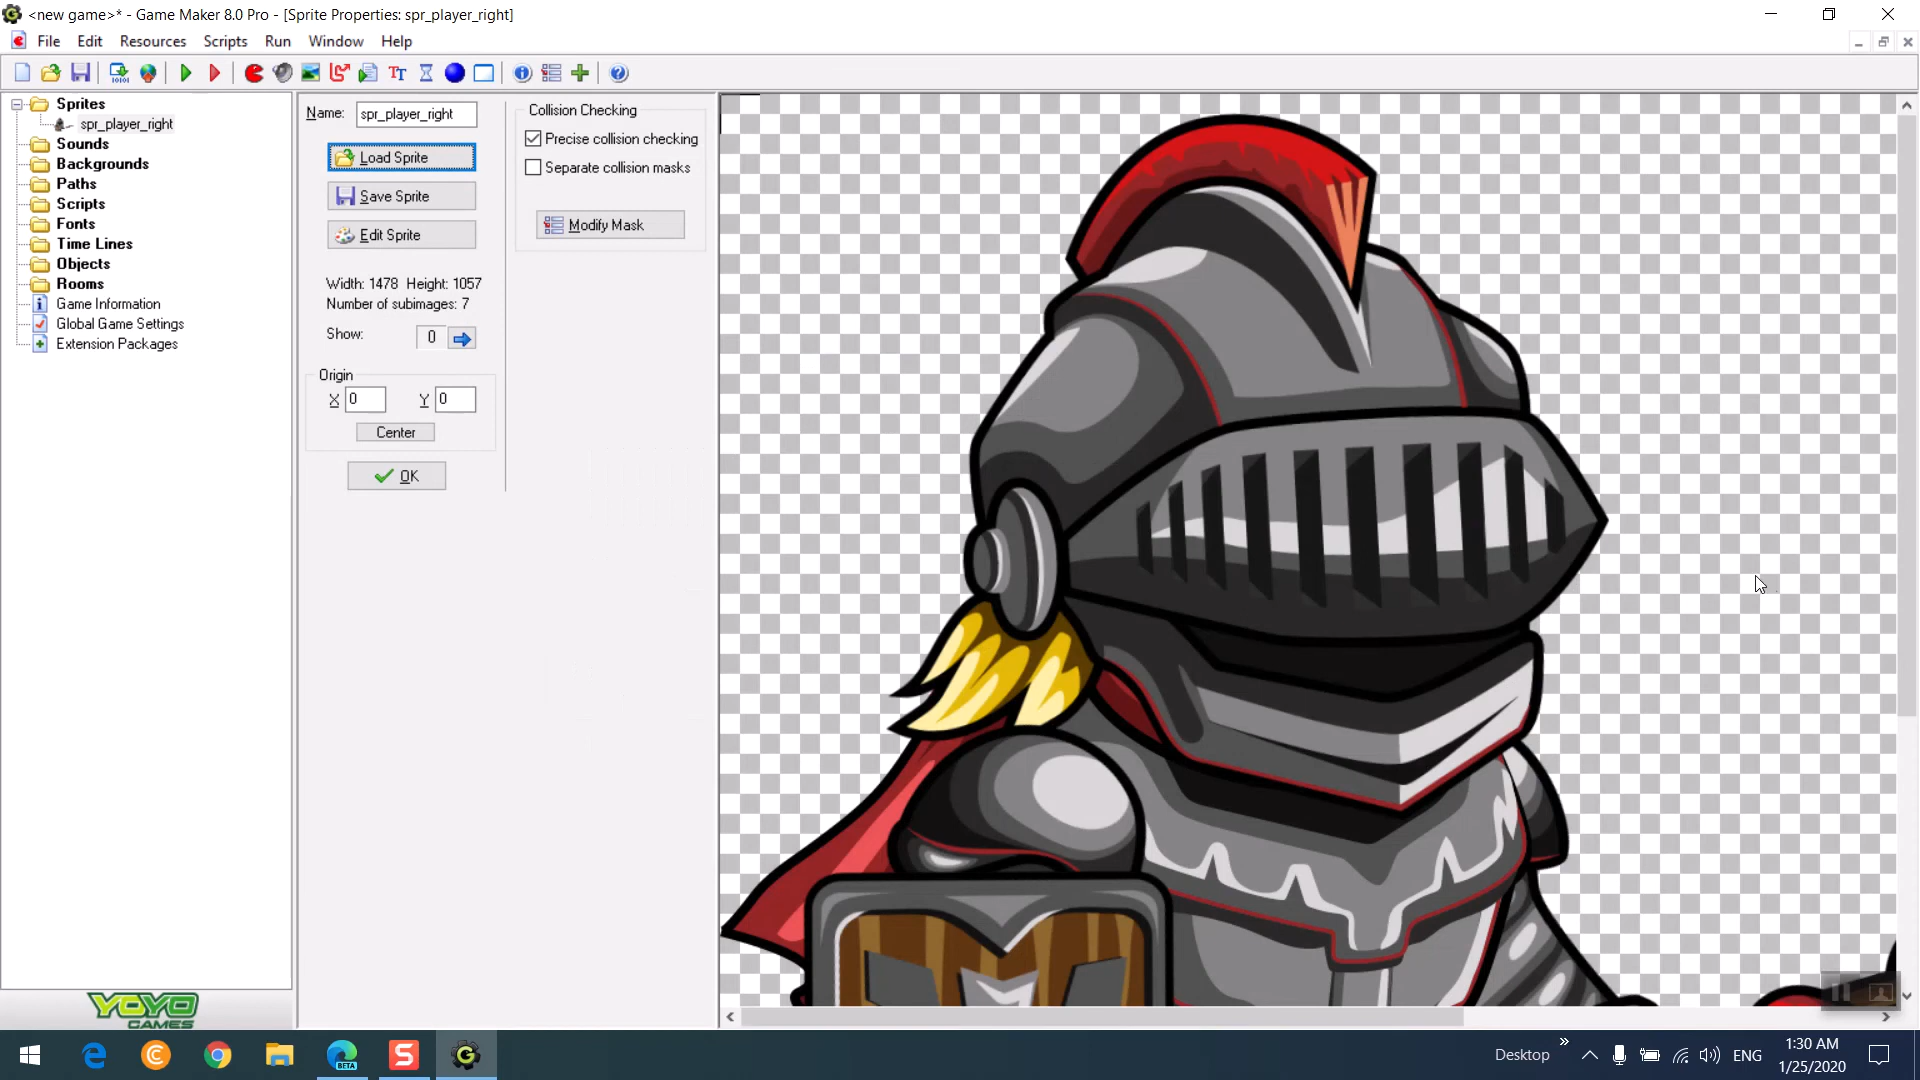 <new game>* - Game Maker 8.0 Pro - [Sprite Properties: spr_player_right]
File Edit Resources Scripts Run Window Help
Sprites
spr_player_right
Sounds
Backgrounds
Paths
Scripts
Fonts
Time Lines
Objects
Rooms
Game Information
Global Game Settings
Extension Packages
YOYO
GAMES
Name: spr_player_right
Load Sprite
Save Sprite
Edit Sprite
Width: 1478 Height: 1057
Number of subimages: 7
Show: 0
Origin
X 0 Y 0
Center
OK
Collision Checking
Precise collision checking
Separate collision masks
Modify Mask
Desktop
ENG
1:30 AM
1/25/2020
BETA